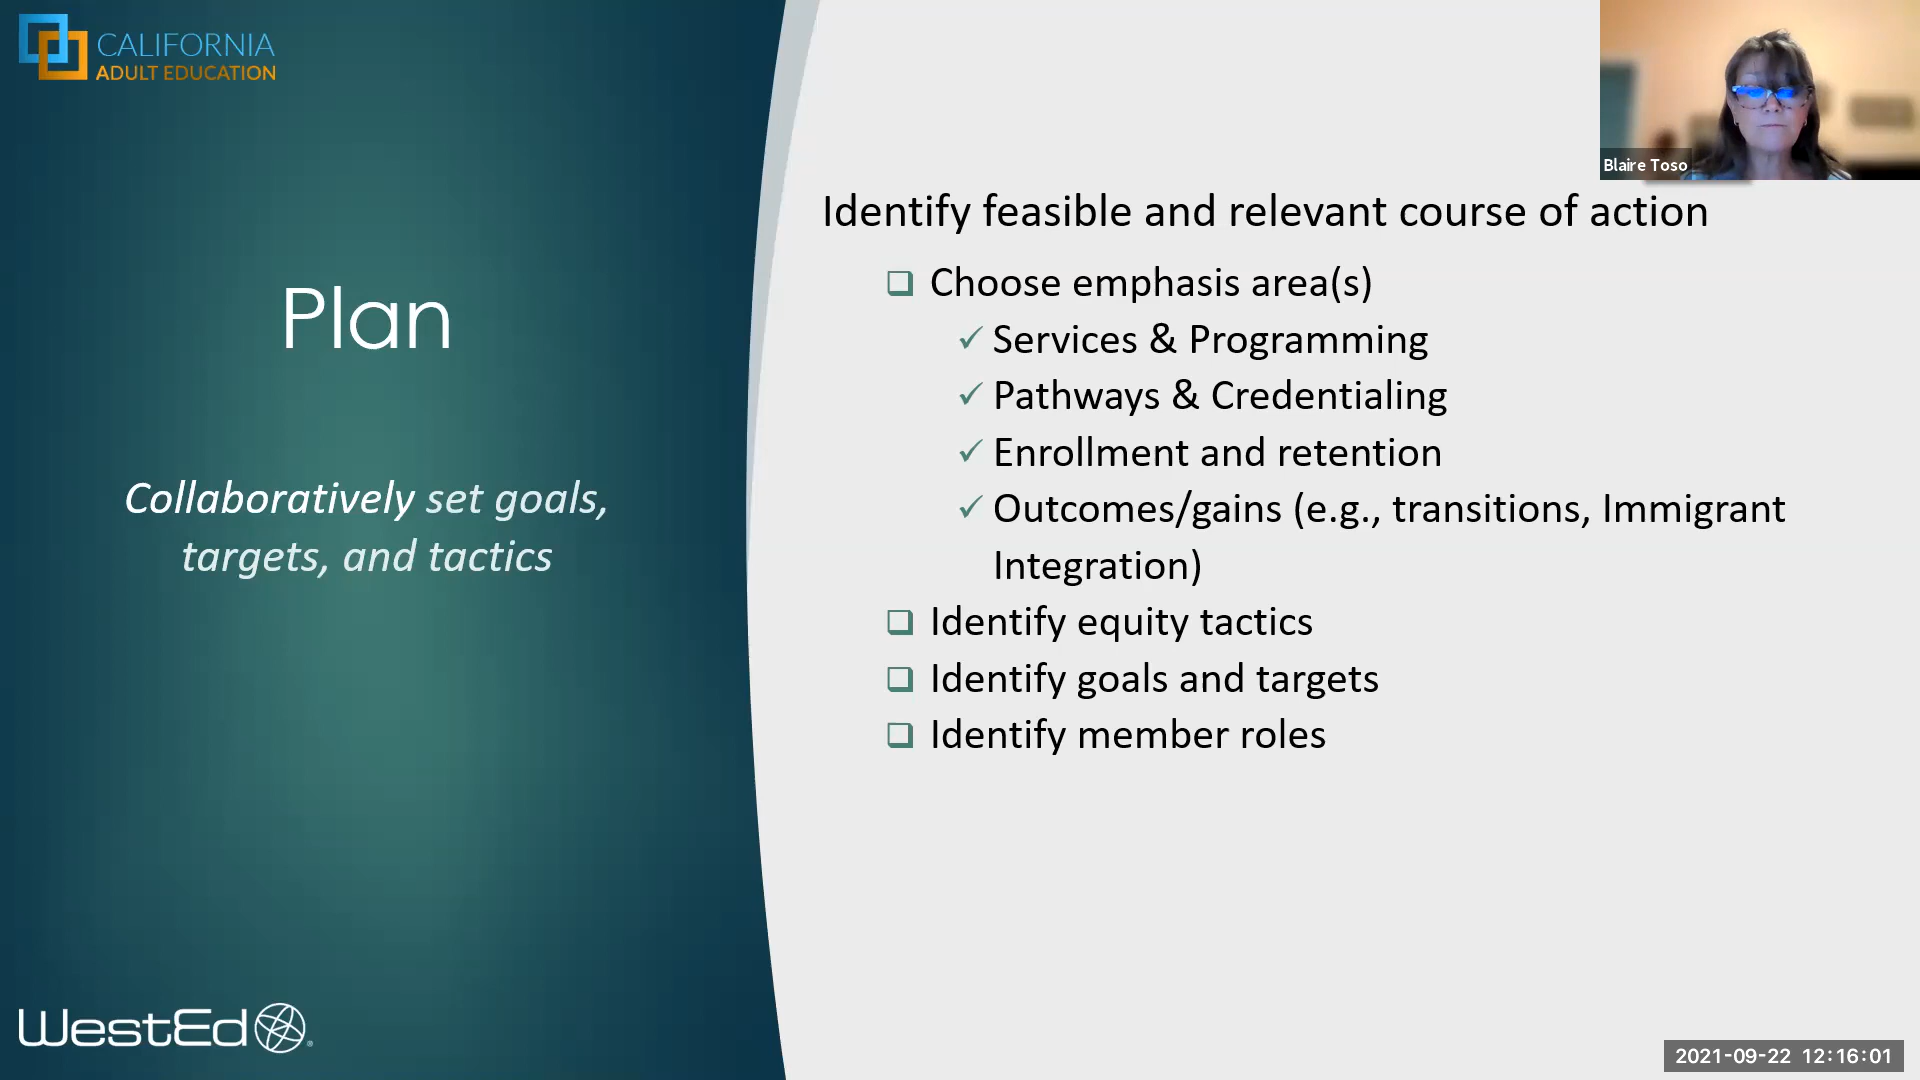 CALIFORNIA
ADULT EDUCATION
Plan
Collaboratively set goals,
targets, and tactics
WestEd
Blaire Toso
Identify feasible and relevant course of action
Choose emphasis area(s)
Services & Programming
Pathways & Credentialing
Enrollment and retention
Outcomes/gains (e.g., transitions, Immigrant
Integration)
Identify equity tactics
Identify goals and targets
Identify member roles
2021-09-22 12:16:01